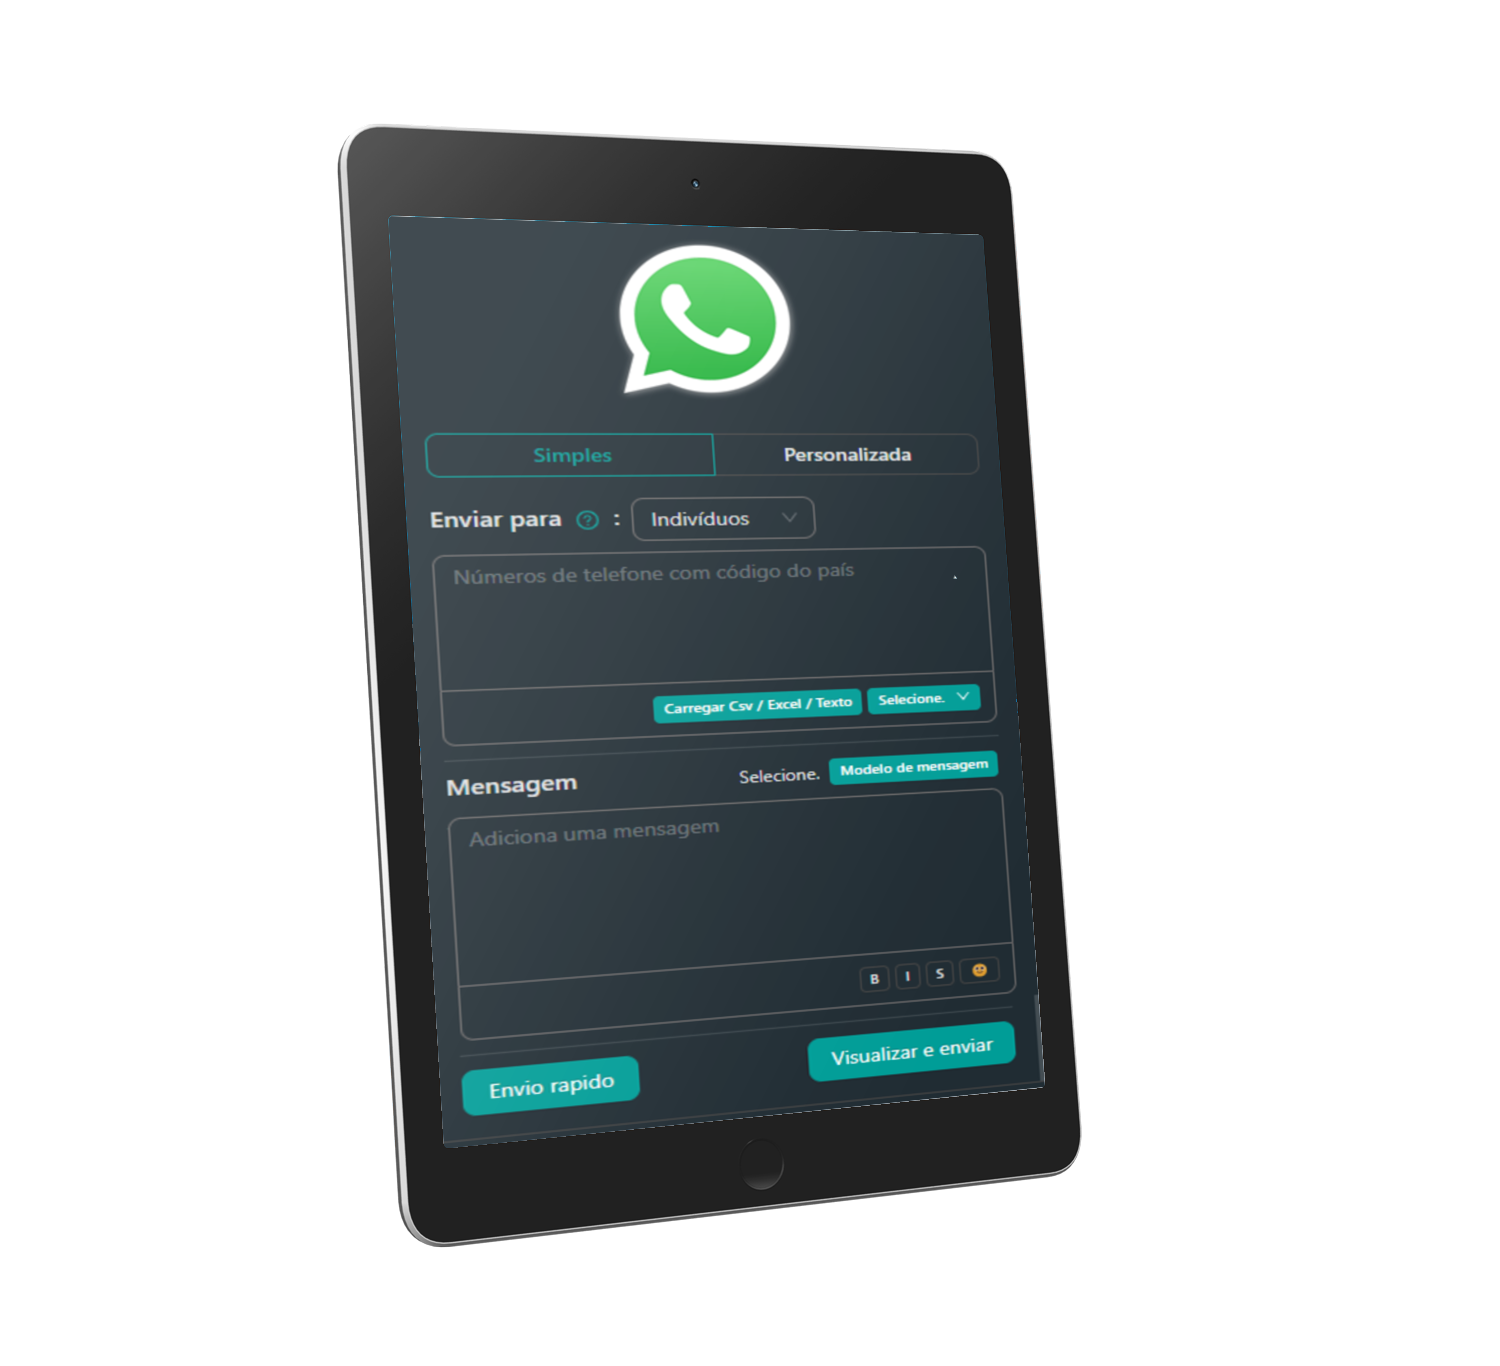 Simples Personalizada
Enviar para ? : Indivíduos
Números de telefone com código do país
Carregar Csv / Excel / Texto Selecione.
Mensagem Selecione. Modelo de mensagem
Adiciona uma mensagem
B I S
Envio rapido Visualizar e enviar